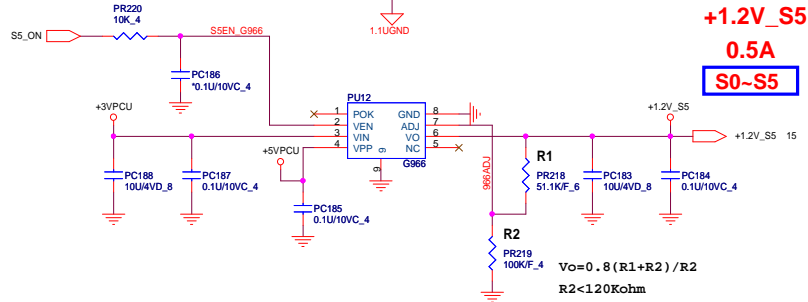 +1.2V_S5
0.5A
S0~S5
1.1UGND
PR220
10K_4
S5_ON
S5EN_G966
PC186
*0.1U/10VC_4
PU12
1 POK GND 8
2 VEN ADJ 7
3 VIN VO 6
4 VPP NC 5
9
9
G966
+3VPCU
+5VPCU
PC188
10U/4VD_8
PC187
0.1U/10VC_4
PC185
0.1U/10VC_4
966ADJ
R1
PR218
51.1K/F_6
PC183
10U/4VD_8
PC184
0.1U/10VC_4
+1.2V_S5
+1.2V_S5 15
R2
PR219
100K/F_4
Vo=0.8(R1+R2)/R2
R2<120Kohm